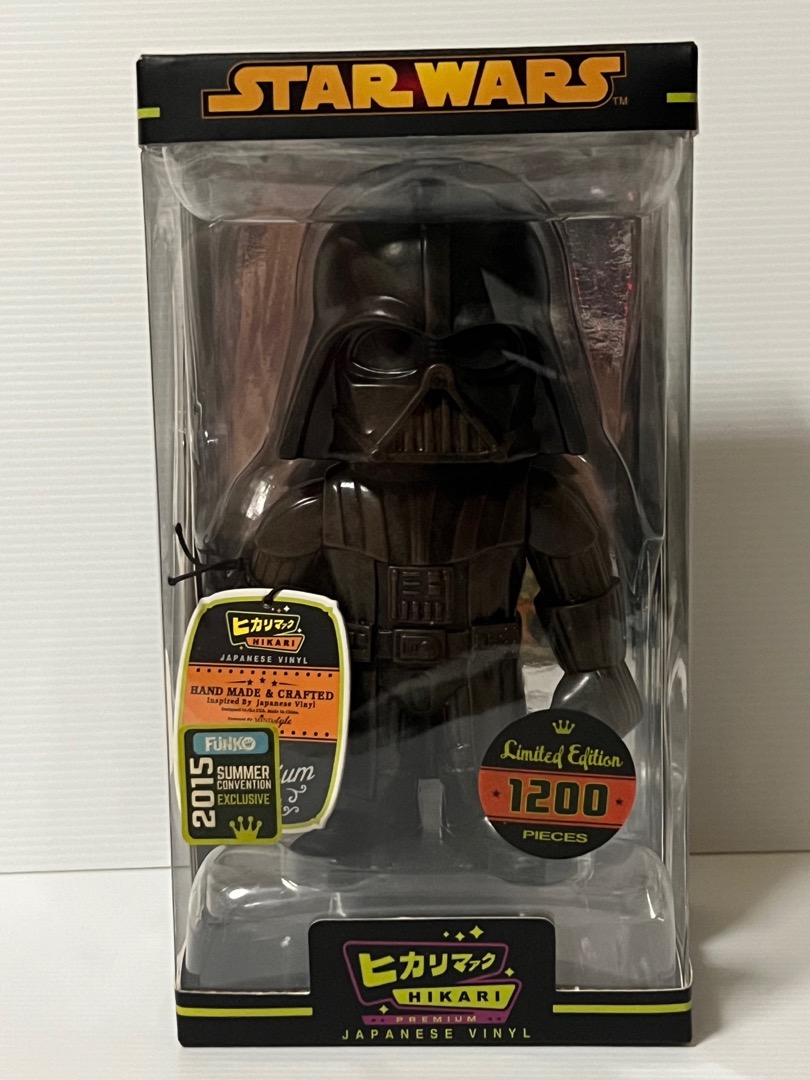 STAR WARS™
ヒカリマァク
HIKARI
JAPANESE VINYL
HAND MADE & CRAFTED
Inspired By Japanese Vinyl
FUNKO
2015
SUMMER
CONVENTION
EXCLUSIVE
Limited Edition
1200
PIECES
ヒカリマァク
HIKARI
PREMIUM
JAPANESE VINYL